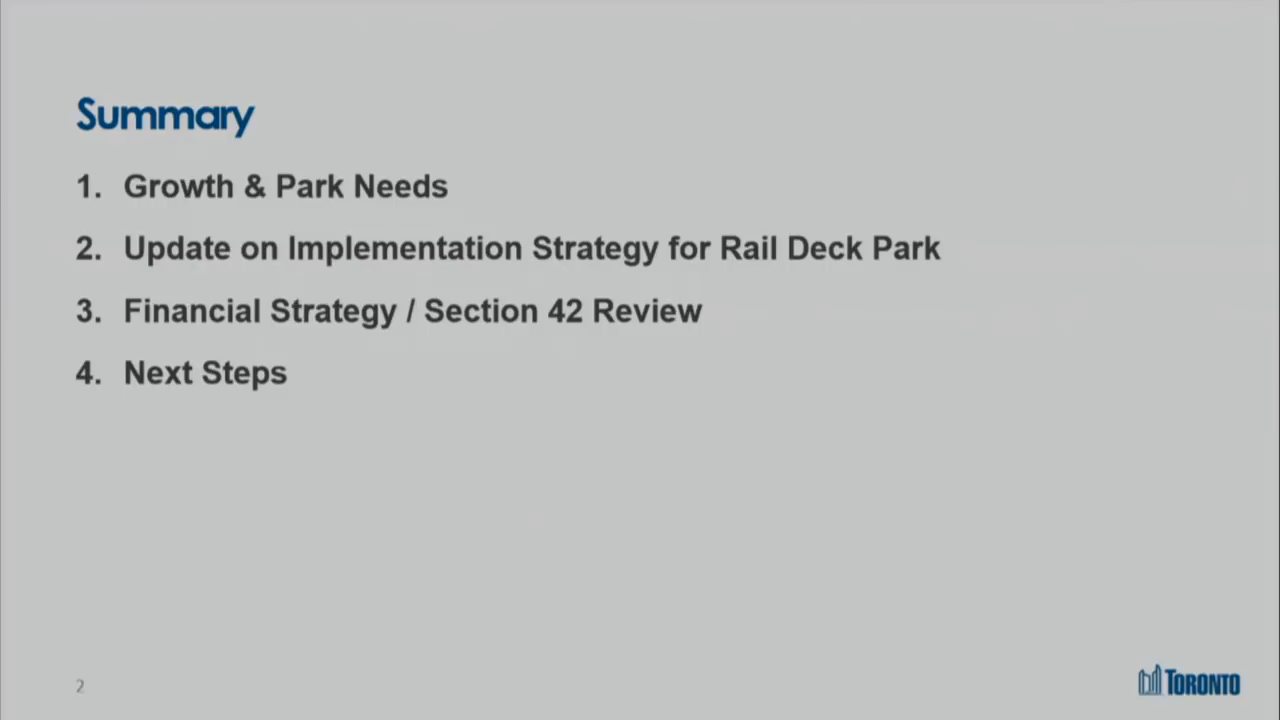 Summary
1. Growth & Park Needs
2. Update on Implementation Strategy for Rail Deck Park
3. Financial Strategy / Section 42 Review
4. Next Steps
2
TORONTO